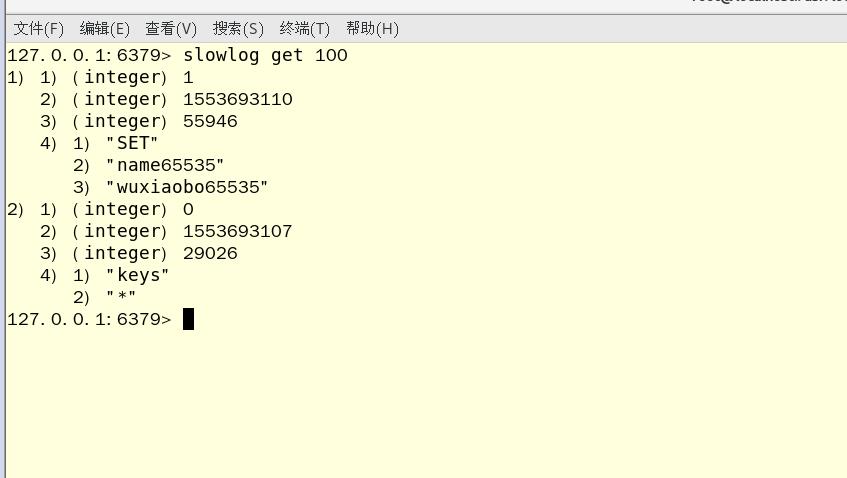 文件(F) 编辑(E) 查看(V) 搜索(S) 终端(T) 帮助(H)
127.0.0.1:6379> slowlog get 100
1) 1) (integer) 1
2) (integer) 1553693110
3) (integer) 55946
4) 1) "SET"
2) "name65535"
3) "wuxiaobo65535"
2) 1) (integer) 0
2) (integer) 1553693107
3) (integer) 29026
4) 1) "keys"
2) "*"
127.0.0.1:6379>